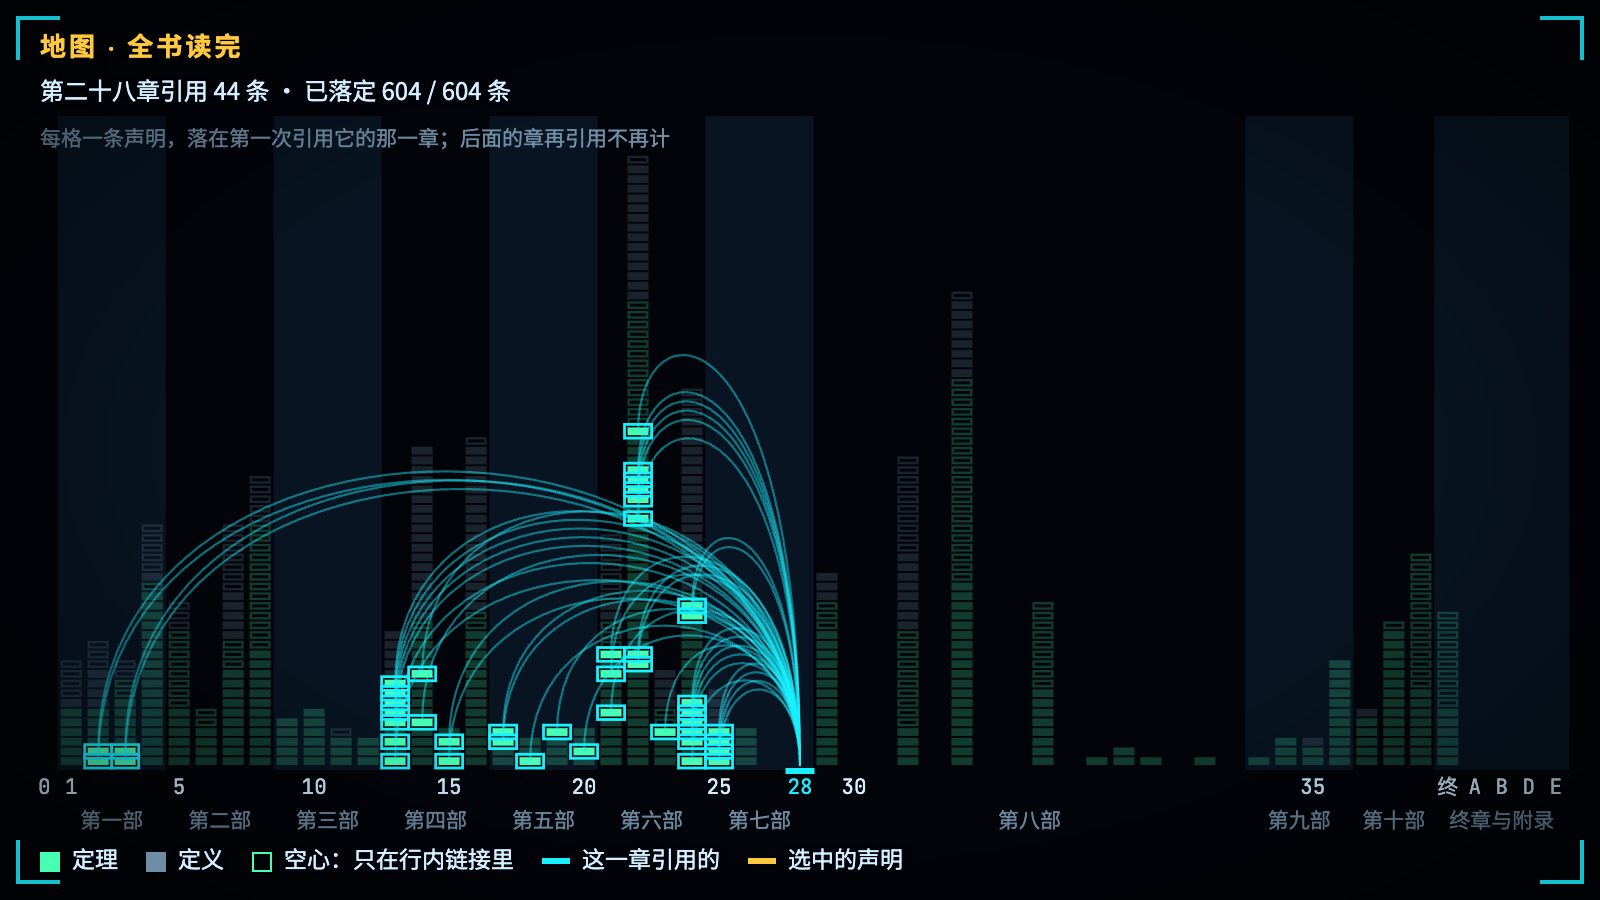 地图 · 全书读完
第二十八章引用 44 条 • 已落定 604 / 604 条
每格一条声明，落在第一次引用它的那一章；后面的章再引用不再计
0 1 5 10 15 20 25 28 30 35 终 A B D E
第一部 第二部 第三部 第四部 第五部 第六部 第七部 第八部 第九部 第十部 终章与附录
定理 定义 空心：只在行内链接里 这一章引用的 选中的声明